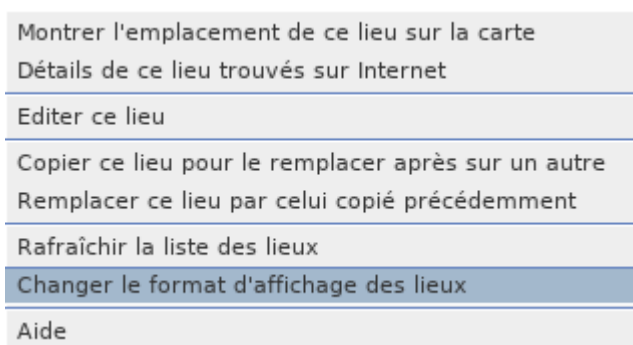 Montrer l'emplacement de ce lieu sur la carte
Détails de ce lieu trouvés sur Internet
Editer ce lieu
Copier ce lieu pour le remplacer après sur un autre
Remplacer ce lieu par celui copié précédemment
Rafraîchir la liste des lieux
Changer le format d'affichage des lieux
Aide